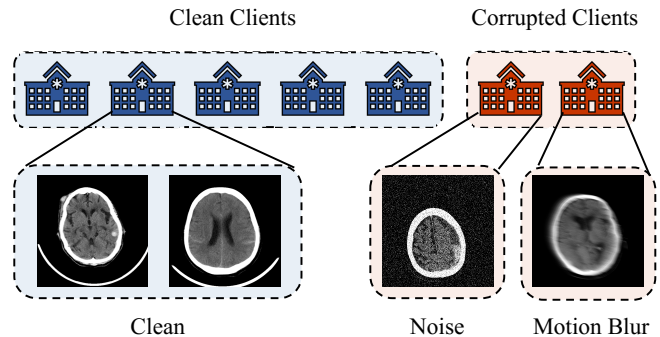 Clean Clients
Corrupted Clients
Clean
Noise
Motion Blur